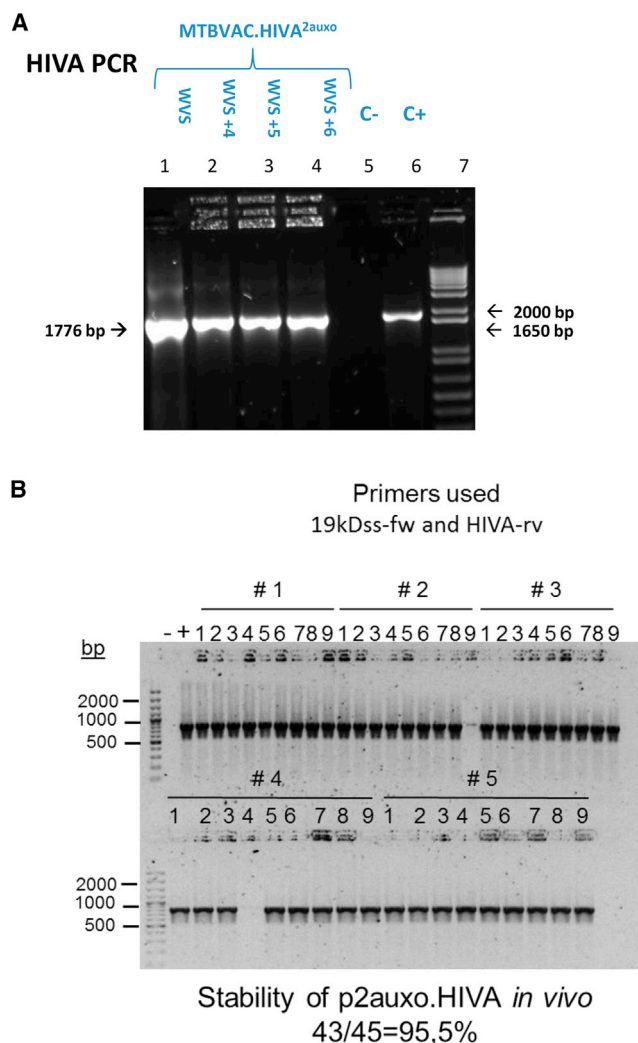 A
MTBVAC.HIVA2auxo
HIVA PCR
WVS WVS +4 WVS +5 WVS +6 C- C+
1 2 3 4 5 6 7
1776 bp →
← 2000 bp
← 1650 bp
B
Primers used
19kDss-fw and HIVA-rv
# 1 # 2 # 3
bp - + 1 2 3 4 5 6 7 8 9 1 2 3 4 5 6 7 8 9 1 2 3 4 5 6 7 8 9
2000
1000
500
# 4 # 5
1 2 3 4 5 6 7 8 9 1 2 3 4 5 6 7 8 9
2000
1000
500
Stability of p2auxo.HIVA in vivo
43/45=95,5%